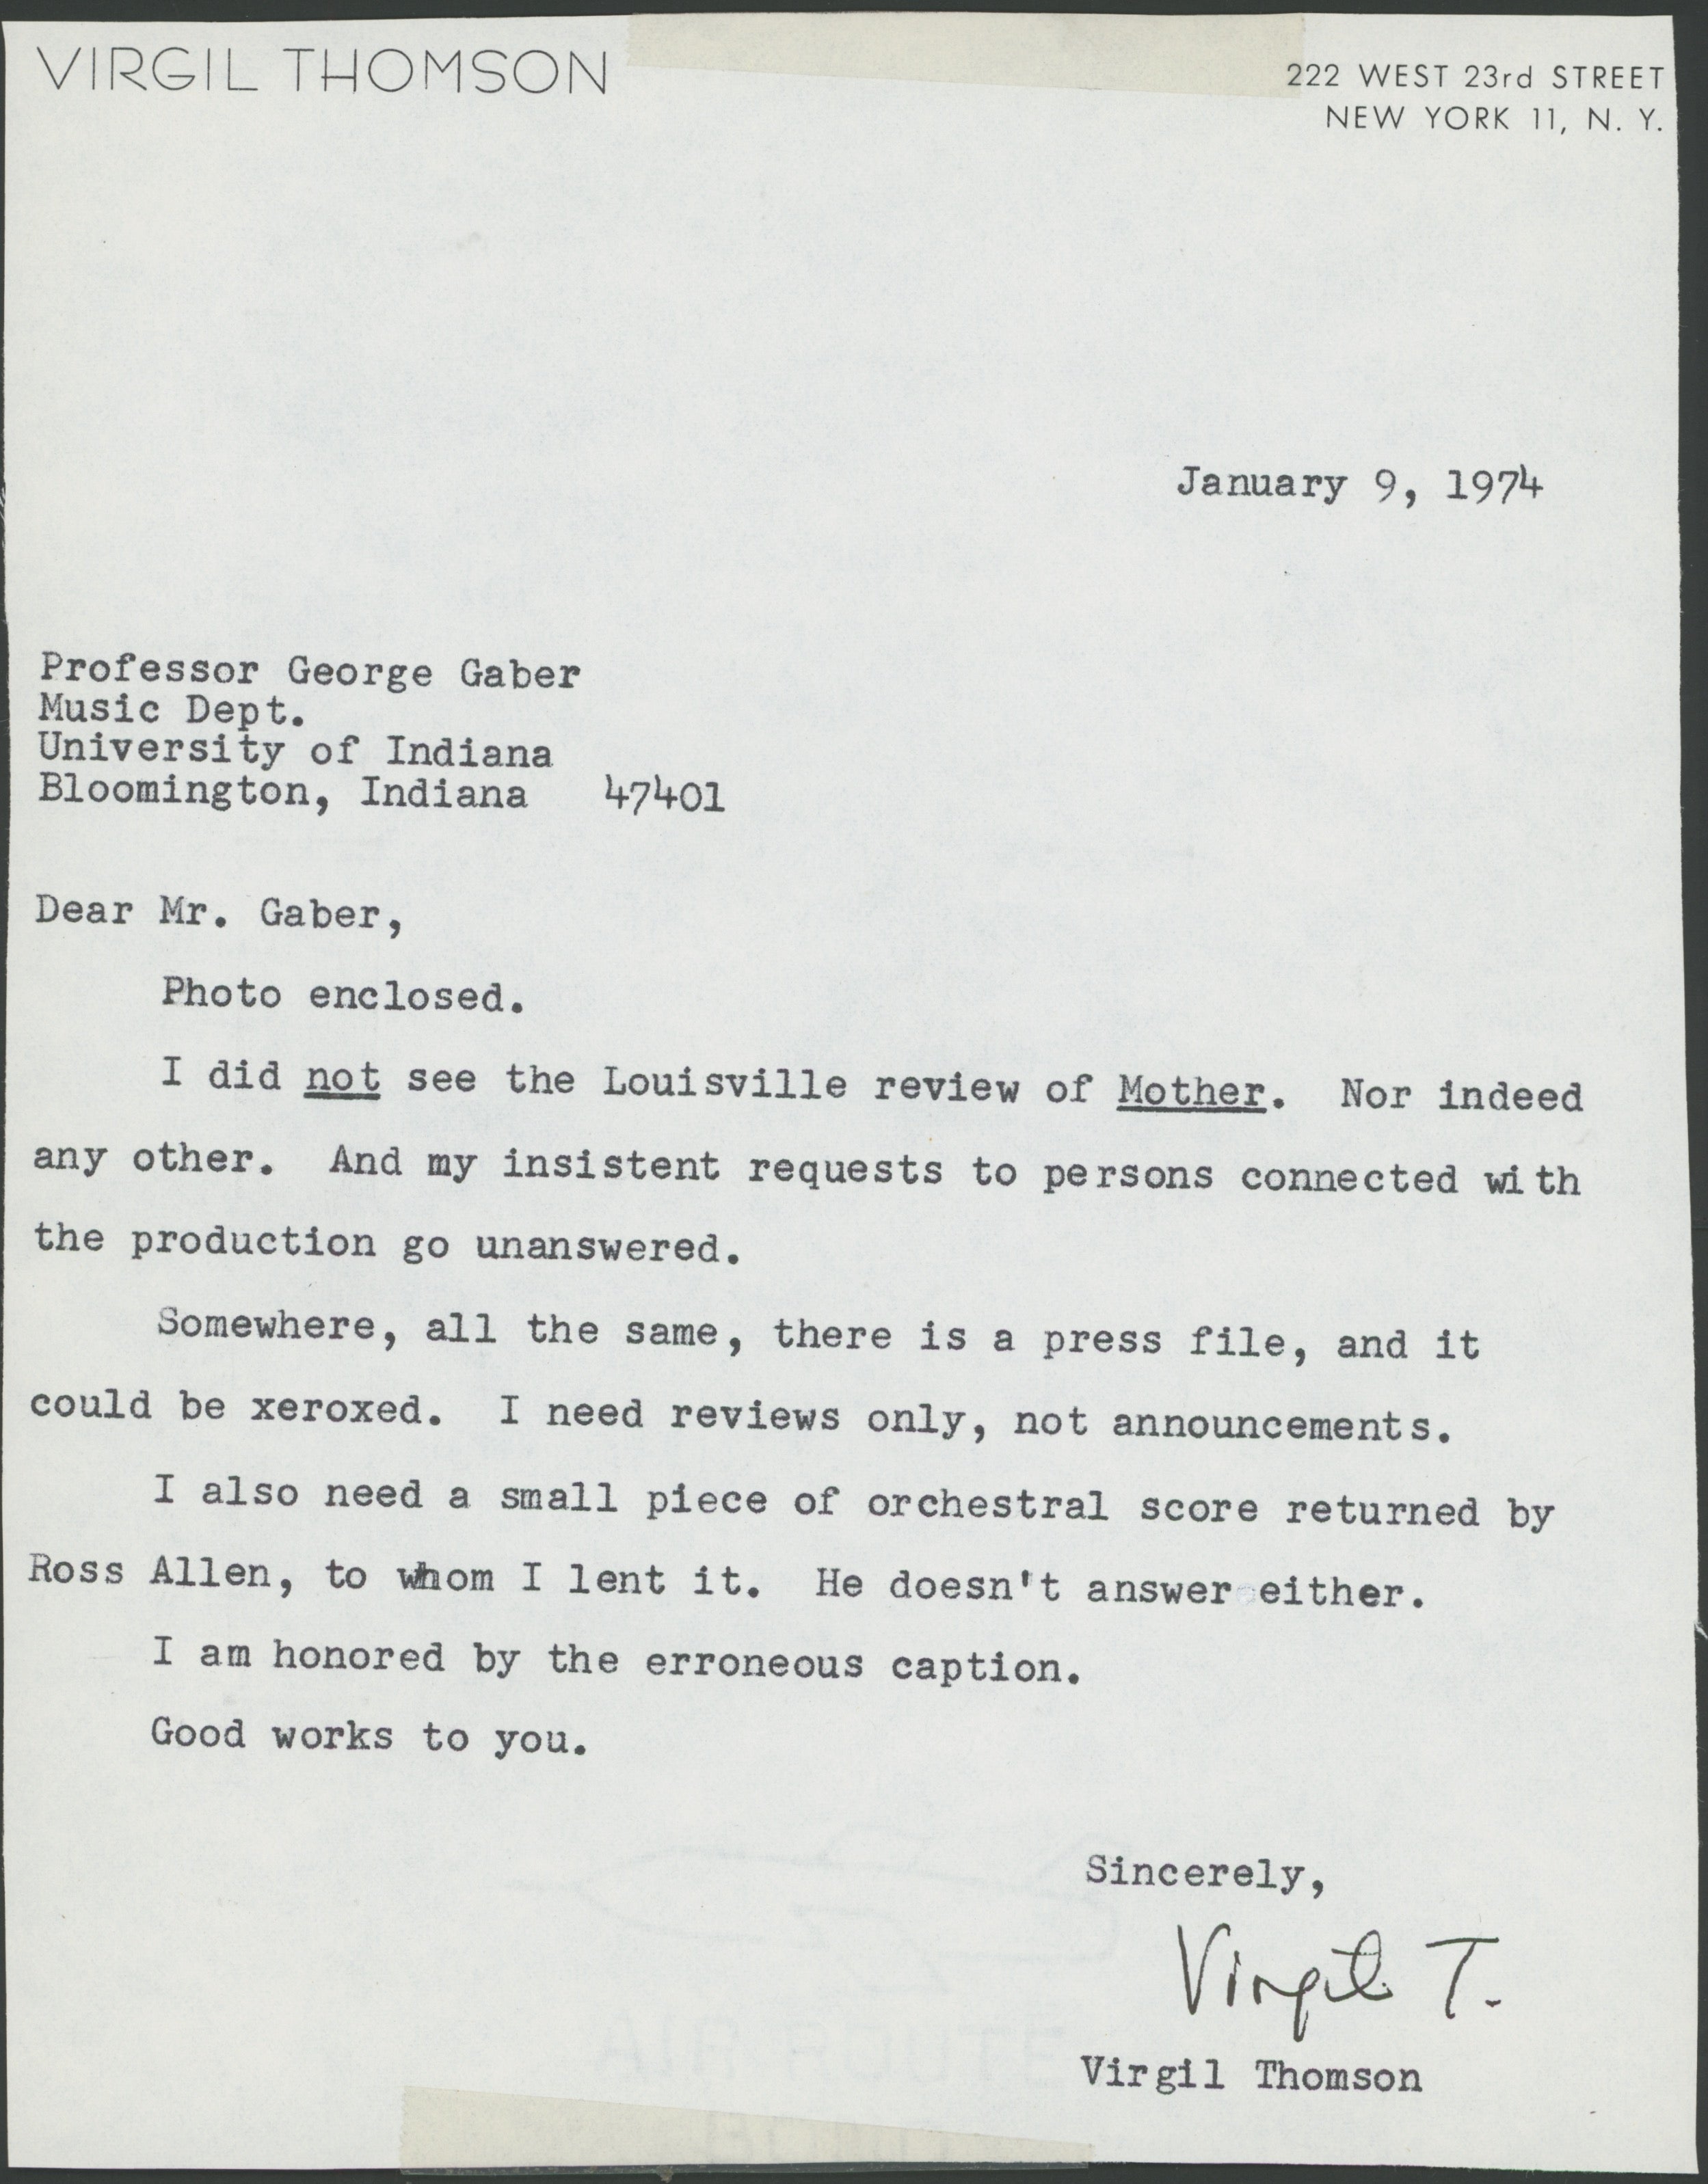 VIRGIL THOMSON
222 WEST 23rd STREET
NEW YORK 11, N. Y.
January 9, 1974
Professor George Gaber
Music Dept.
University of Indiana
Bloomington, Indiana 47401
Dear Mr. Gaber,
Photo enclosed.
I did not see the Louisville review of Mother. Nor indeed
any other. And my insistent requests to persons connected with
the production go unanswered.
Somewhere, all the same, there is a press file, and it
could be xeroxed. I need reviews only, not announcements.
I also need a small piece of orchestral score returned by
Ross Allen, to whom I lent it. He doesn't answer either.
I am honored by the erroneous caption.
Good works to you.
Sincerely,
Virgil T.
Virgil Thomson